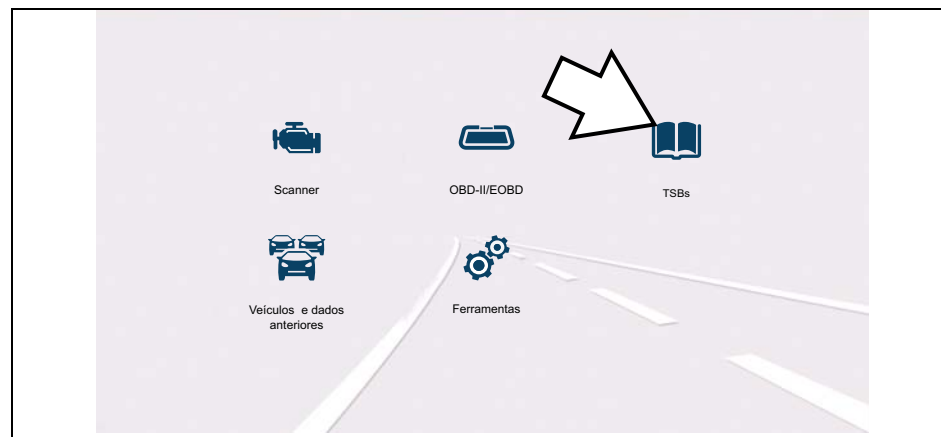 Scanner
OBD-II/EOBD
TSBs
Veículos e dados
anteriores
Ferramentas